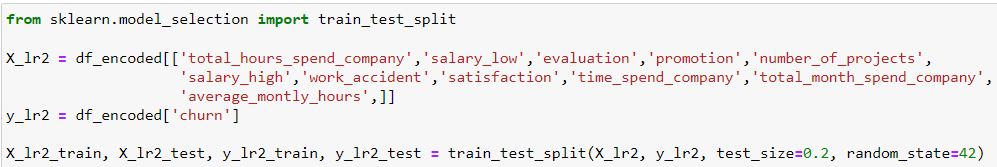 from sklearn.model_selection import train_test_split
X_lr2 = df_encoded[['total_hours_spend_company','salary_low','evaluation','promotion','number_of_projects',
'salary_high','work_accident','satisfaction','time_spend_company','total_month_spend_company',
'average_montly_hours',]]
y_lr2 = df_encoded['churn']
X_lr2_train, X_lr2_test, y_lr2_train, y_lr2_test = train_test_split(X_lr2, y_lr2, test_size=0.2, random_state=42)